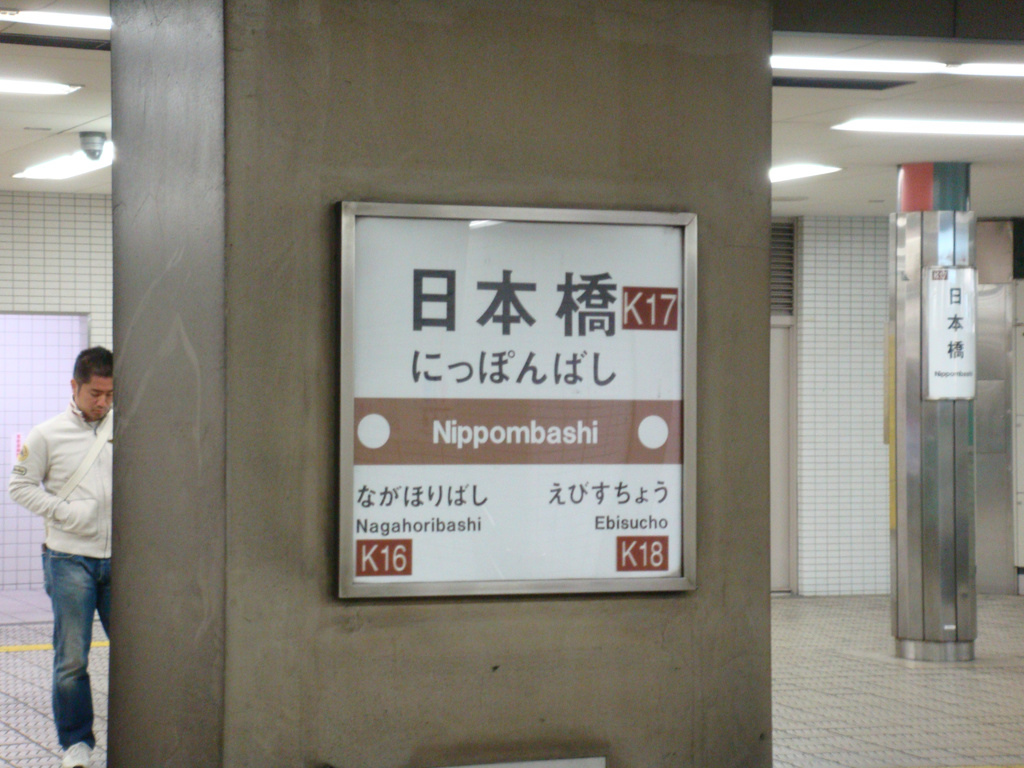 日本橋 K17
にっぽんばし
Nippombashi
ながほりばし えびすちょう
Nagahoribashi Ebisucho
K16 K18
日本橋
Nippombashi